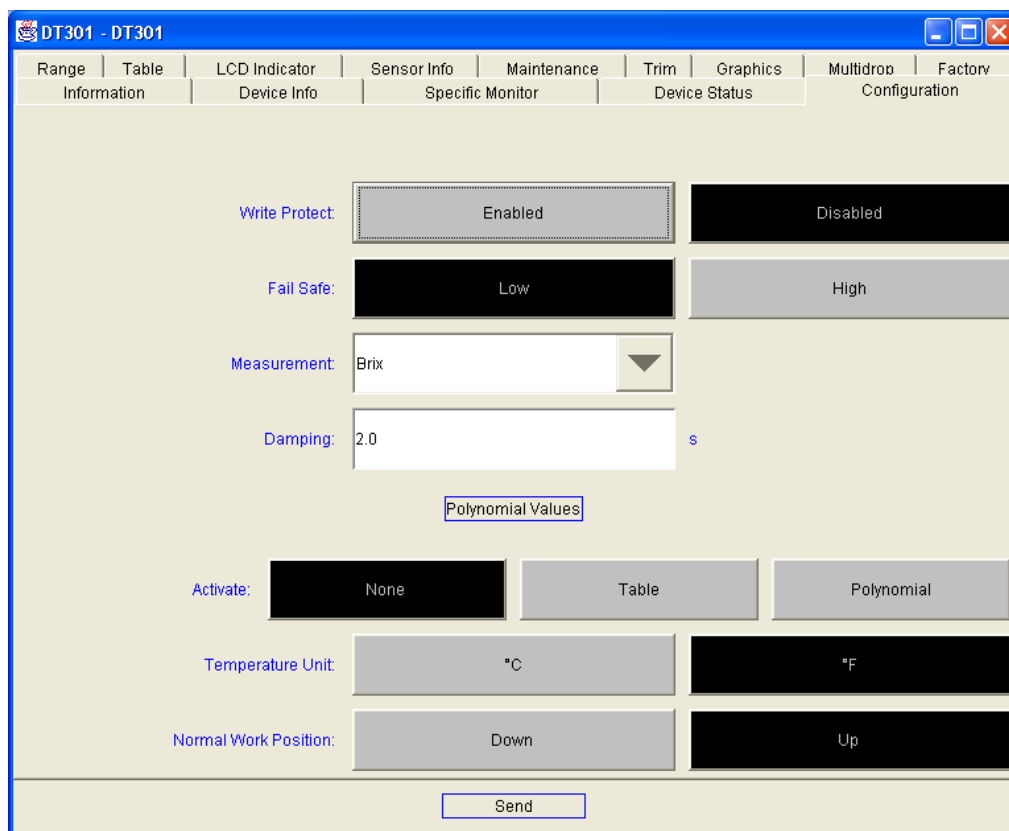 DT301 - DT301
Range Table LCD Indicator Sensor Info Maintenance Trim Graphics Multidrop Factory
Information Device Info Specific Monitor Device Status Configuration
Write Protect: Enabled Disabled
Fail Safe: Low High
Measurement: Brix
Damping: 2.0 s
Polynomial Values
Activate: None Table Polynomial
Temperature Unit: °C °F
Normal Work Position: Down Up
Send